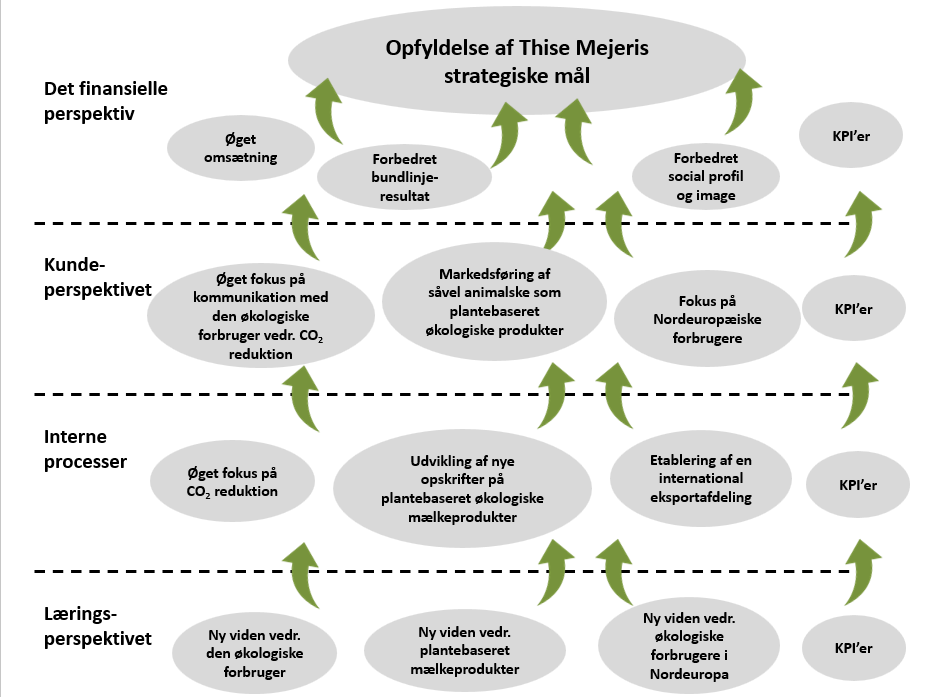 Opfyldelse af Thise Mejeris
strategiske mål
Det finansielle
perspektiv
Øget
omsætning
Forbedret
bundlinje-
resultat
Forbedret
social profil
og image
KPI’er
Kunde-
perspektivet
Øget fokus på
kommunikation med
den økologiske
forbruger vedr. CO₂
reduktion
Markedsføring af
såvel animalske som
plantebaseret
økologiske produkter
Fokus på
Nordeuropæiske
forbrugere
KPI’er
Interne
processer
Øget fokus på
CO₂ reduktion
Udvikling af nye
opskrifter på
plantebaseret økologiske
mælkeprodukter
Etablering af en
international
eksportafdeling
KPI’er
Lærings-
perspektivet
Ny viden vedr.
den økologiske
forbruger
Ny viden vedr.
plantebaseret
mælkeprodukter
Ny viden vedr.
økologiske
forbrugere i
Nordeuropa
KPI’er